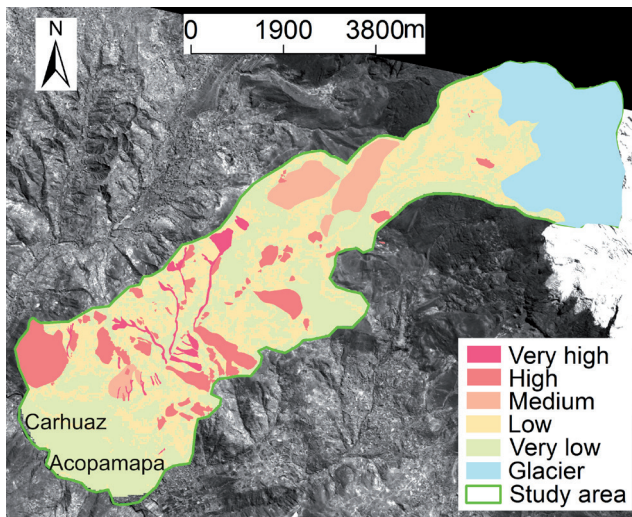 N
0 1900 3800m
Carhuaz
Acopamapa
Very high
High
Medium
Low
Very low
Glacier
Study area